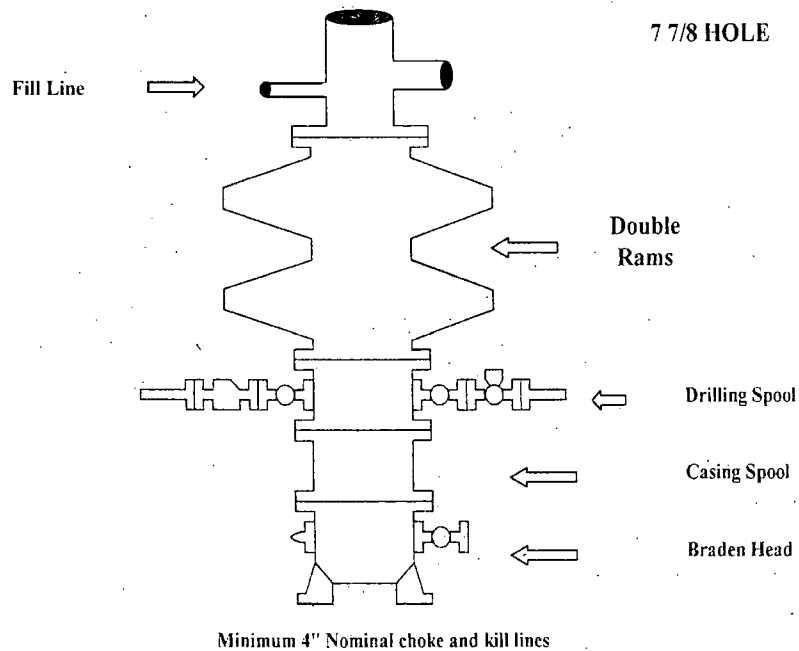 7 7/8 HOLE
Fill Line
Double
Rams
Drilling Spool
Casing Spool
Braden Head
Minimum 4" Nominal choke and kill lines